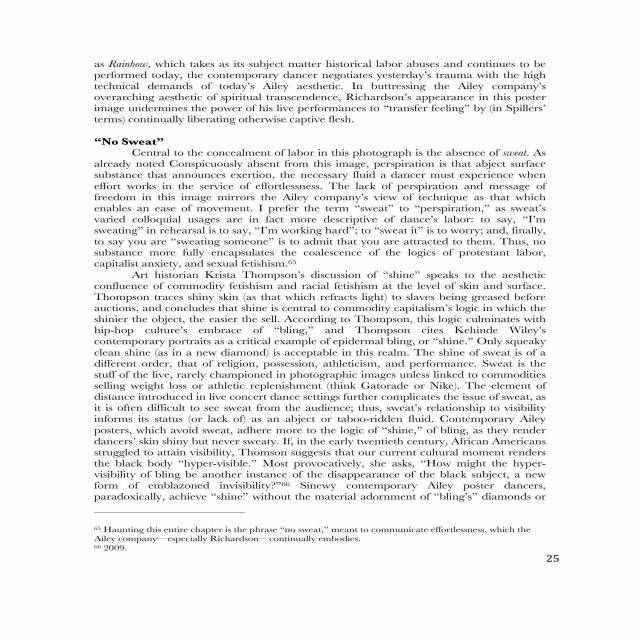 as Rainbow, which takes as its subject matter historical labor abuses and continues to be
performed today, the contemporary dancer negotiates yesterday's trauma with the high
technical demands of today's Ailey aesthetic. In buttressing the Ailey company's
overarching aesthetic of spiritual transcendence, Richardson's appearance in this poster
image undermines the power of his live performances to "transfer feeling" by (in Spillers'
terms) continually liberating otherwise captive flesh.
"No Sweat"
Central to the concealment of labor in this photograph is the absence of sweat. As
already noted Conspicuously absent from this image, perspiration is that abject surface
substance that announces exertion, the necessary fluid a dancer must experience when
effort works in the service of effortlessness. The lack of perspiration and message of
freedom in this image mirrors the Ailey company's view of technique as that which
enables an ease of movement. I prefer the term "sweat" to "perspiration," as sweat's
varied colloquial usages are in fact more descriptive of dance's labor: to say, "I'm
sweating" in rehearsal is to say, "I'm working hard"; to "sweat it" is to worry; and, finally,
to say you are "sweating someone" is to admit that you are attracted to them. Thus, no
substance more fully encapsulates the coalescence of the logics of protestant labor,
capitalist anxiety, and sexual fetishism.65
Art historian Krista Thompson's discussion of "shine" speaks to the aesthetic
confluence of commodity fetishism and racial fetishism at the level of skin and surface.
Thompson traces shiny skin (as that which refracts light) to slaves being greased before
auctions, and concludes that shine is central to commodity capitalism's logic in which the
shinier the object, the easier the sell. According to Thompson, this logic culminates with
hip-hop culture's embrace of "bling," and Thompson cites Kehinde Wiley's
contemporary portraits as a critical example of epidermal bling, or "shine." Only squeaky
clean shine (as in a new diamond) is acceptable in this realm. The shine of sweat is of a
different order, that of religion, possession, athleticism, and performance. Sweat is the
stuff of the live, rarely championed in photographic images unless linked to commodities
selling weight loss or athletic replenishment (think Gatorade or Nike). The element of
distance introduced in live concert dance settings further complicates the issue of sweat, as
it is often difficult to see sweat from the audience; thus, sweat's relationship to visibility
informs its status (or lack of) as an abject or taboo-ridden fluid. Contemporary Ailey
posters, which avoid sweat, adhere more to the logic of "shine," of bling, as they render
dancers' skin shiny but never sweaty. If, in the early twentieth century, African Americans
struggled to attain visibility, Thomson suggests that our current cultural moment renders
the black body "hyper-visible." Most provocatively, she asks, "How might the hyper-
visibility of bling be another instance of the disappearance of the black subject, a new
form of emblazoned invisibility?"66 Sinewy contemporary Ailey poster dancers,
paradoxically, achieve "shine" without the material adornment of "bling's" diamonds or
65 Haunting this entire chapter is the phrase "no sweat," meant to communicate effortlessness, which the
Ailey company—especially Richardson—continually embodies.
66 2009.
25